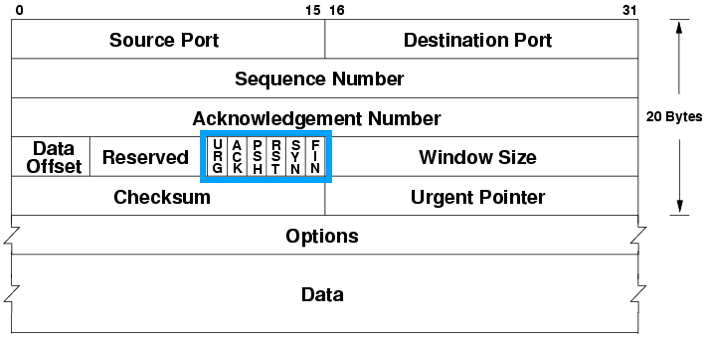 0 15 16 31
Source Port Destination Port
Sequence Number
Acknowledgement Number
20 Bytes
Data Offset Reserved URG ACK PSH RST SYN FIN Window Size
Checksum Urgent Pointer
Options
Data